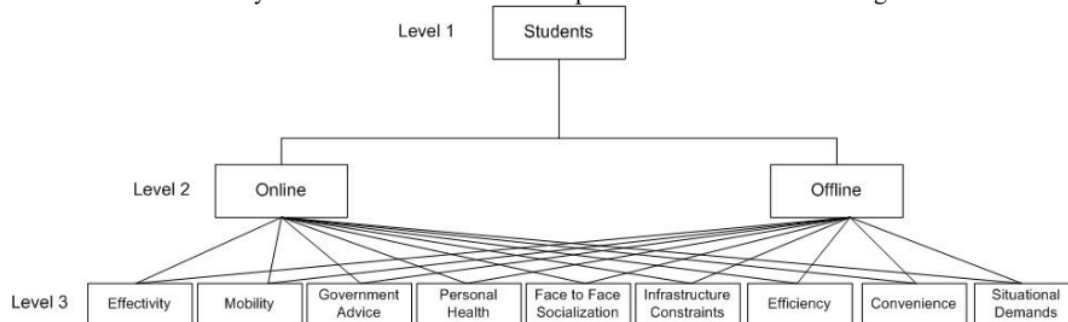 Level 1
Students
Level 2
Online
Offline
Level 3
Effectivity
Mobility
Government
Advice
Personal
Health
Face to Face
Socialization
Infrastructure
Constraints
Efficiency
Convenience
Situational
Demands